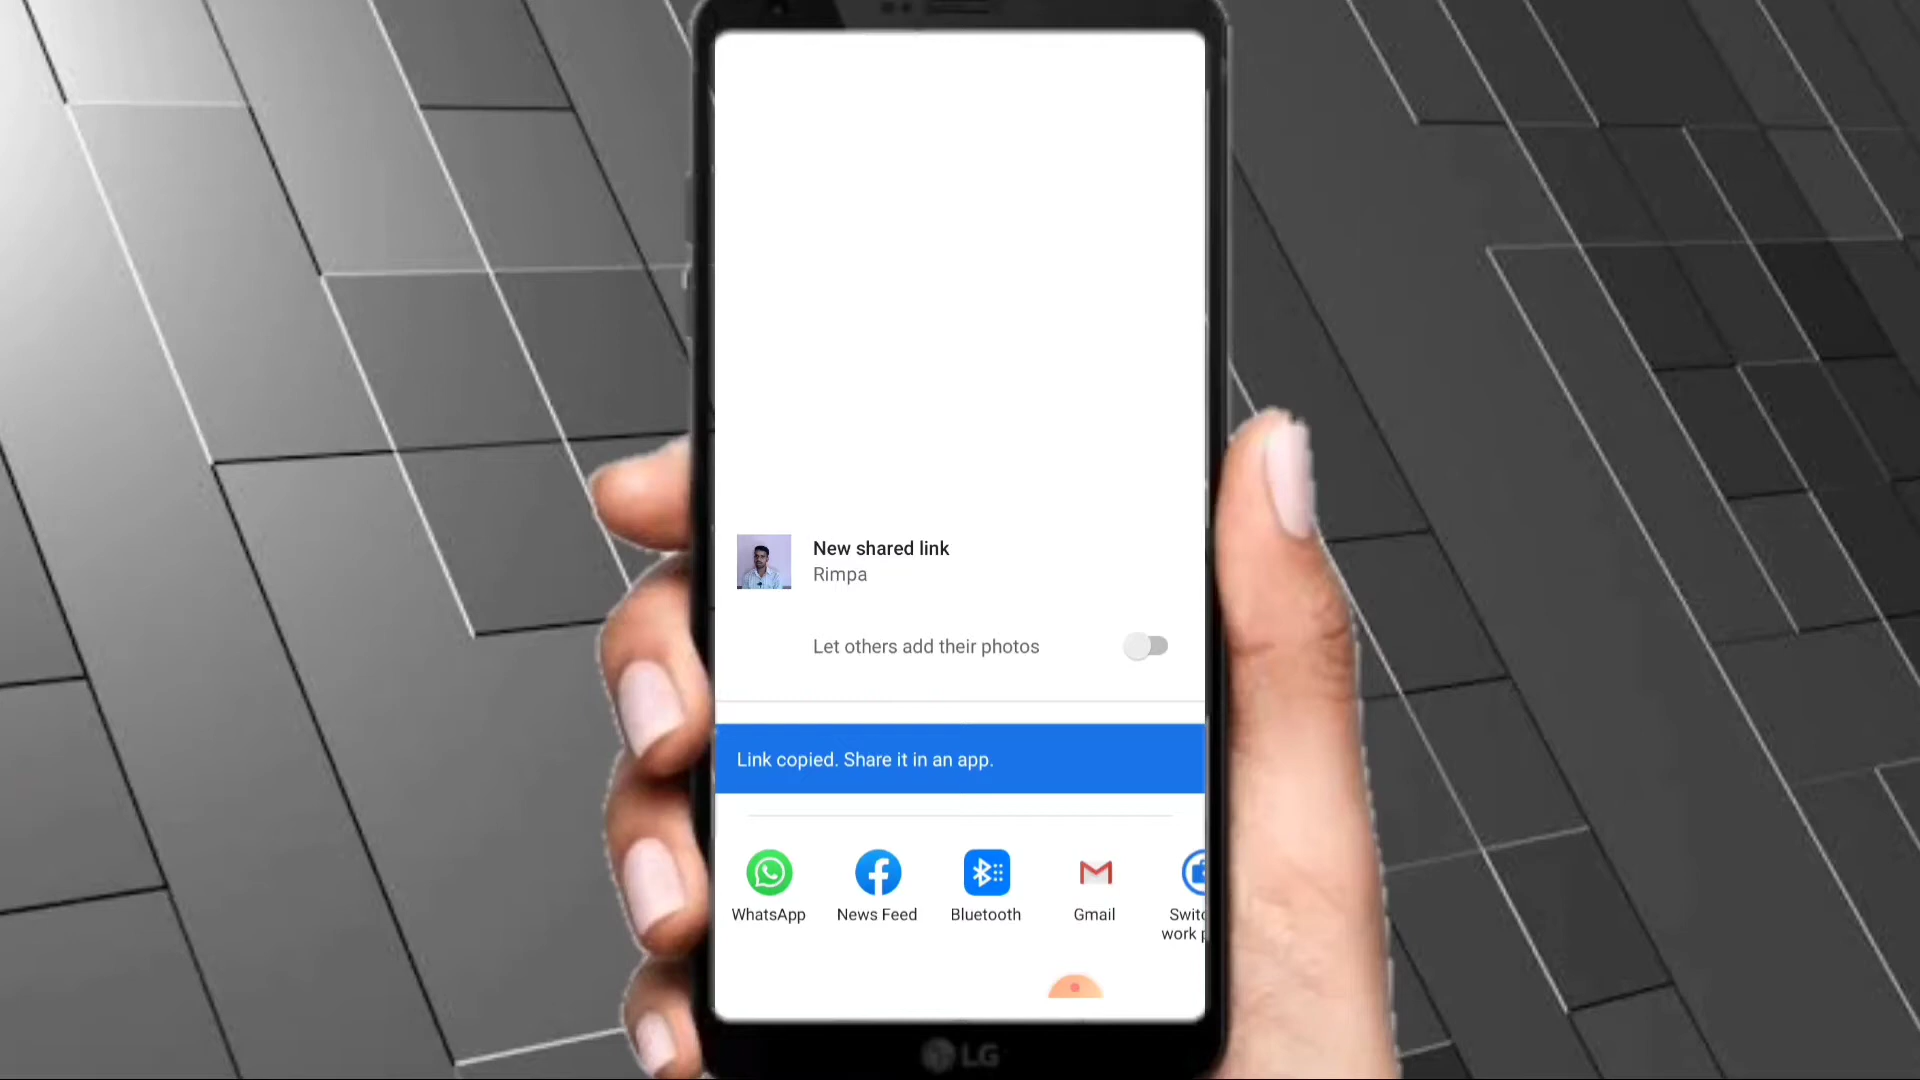 New shared link
Rimpa
Let others add their photos
Link copied. Share it in an app.
WhatsApp
News Feed
Bluetooth
Gmail
work
LG